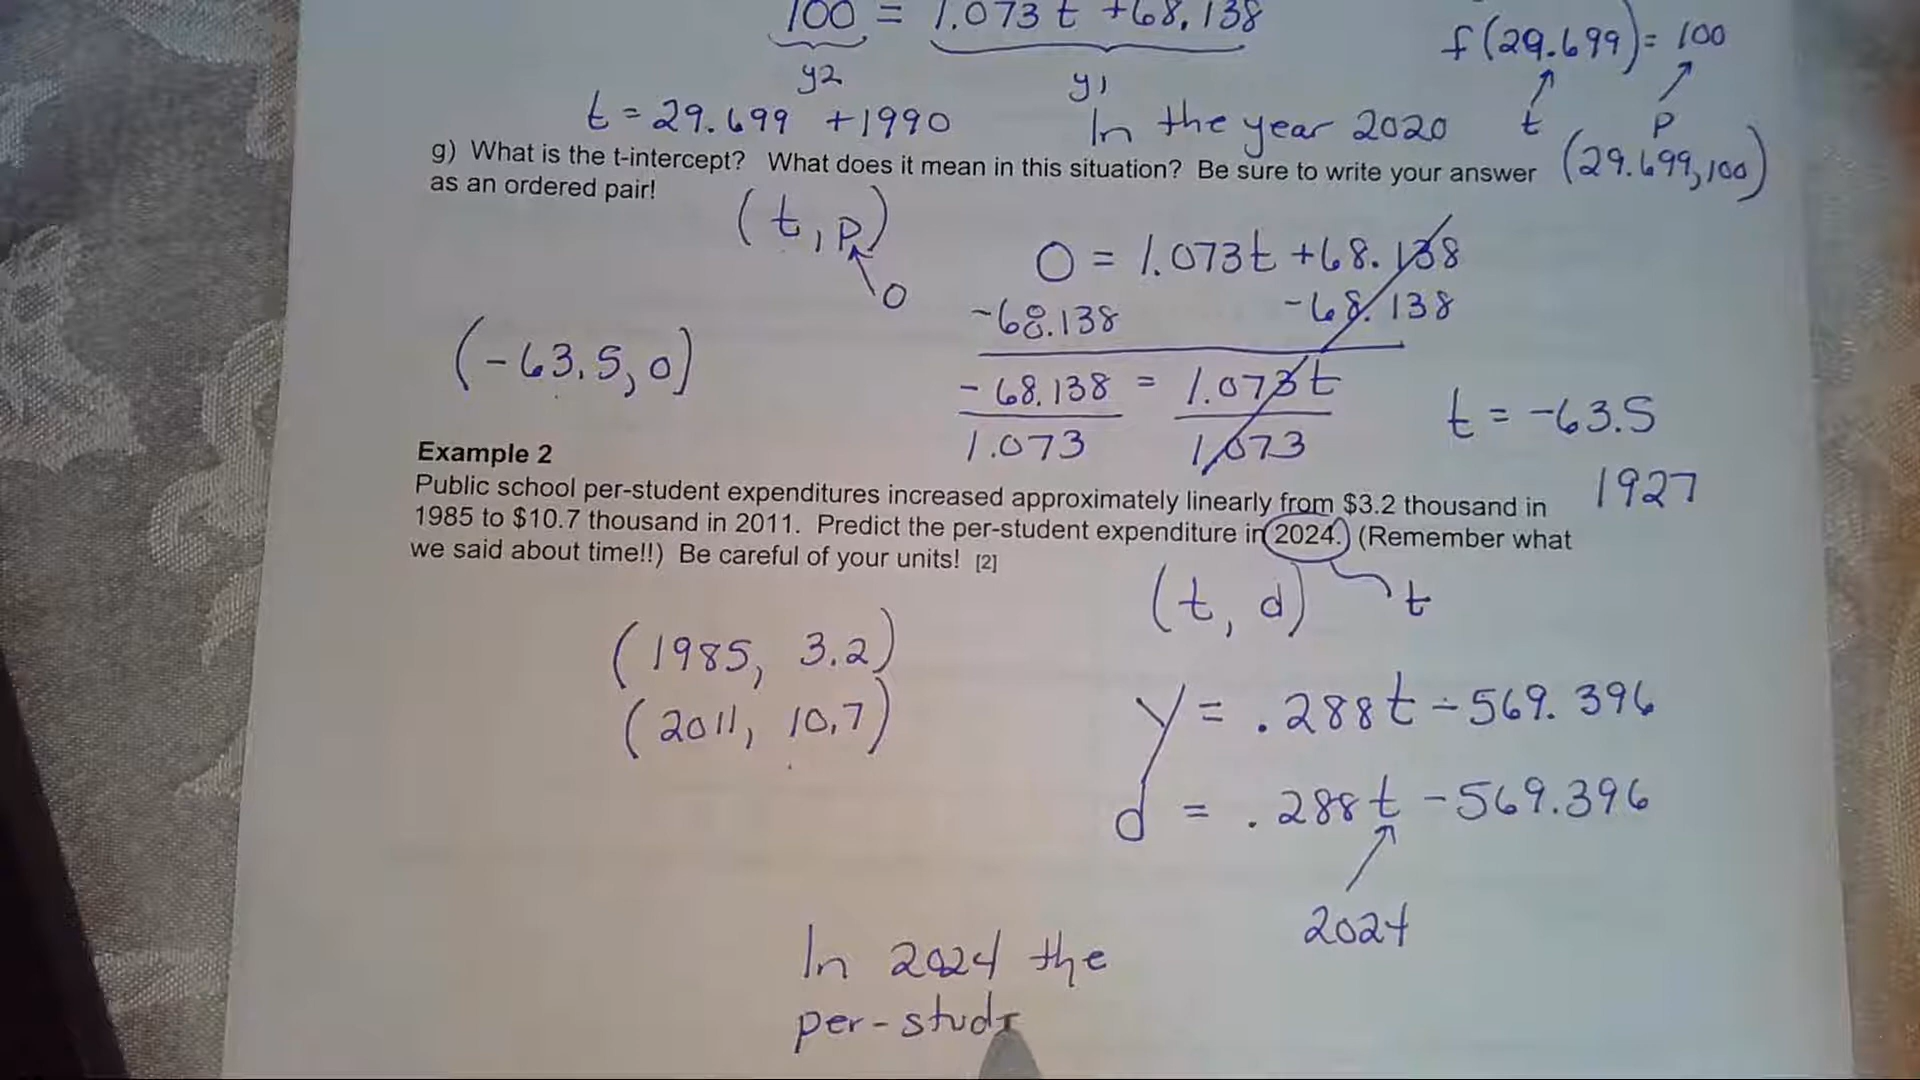 100 = 1.073 t + 68.138
y2 y1
f(29.699) = 100
t P
t = 29.699 + 1990 In the year 2020
(29.699, 100)
g) What is the t-intercept? What does it mean in this situation? Be sure to write your answer
as an ordered pair!
(t, P)
0
0 = 1.073t + 68.138
-68.138 -68.138
(-63.5, 0)
-68.138 = 1.073t
1.073 1.073
t = -63.5
1927
Example 2
Public school per-student expenditures increased approximately linearly from $3.2 thousand in
1985 to $10.7 thousand in 2011. Predict the per-student expenditure in 2024. (Remember what
we said about time!!) Be careful of your units! [2]
(t, d) t
(1985, 3.2)
(2011, 10.7)
y = .288t - 569.396
d = .288t - 569.396
2024
In 2024 the
per-stud